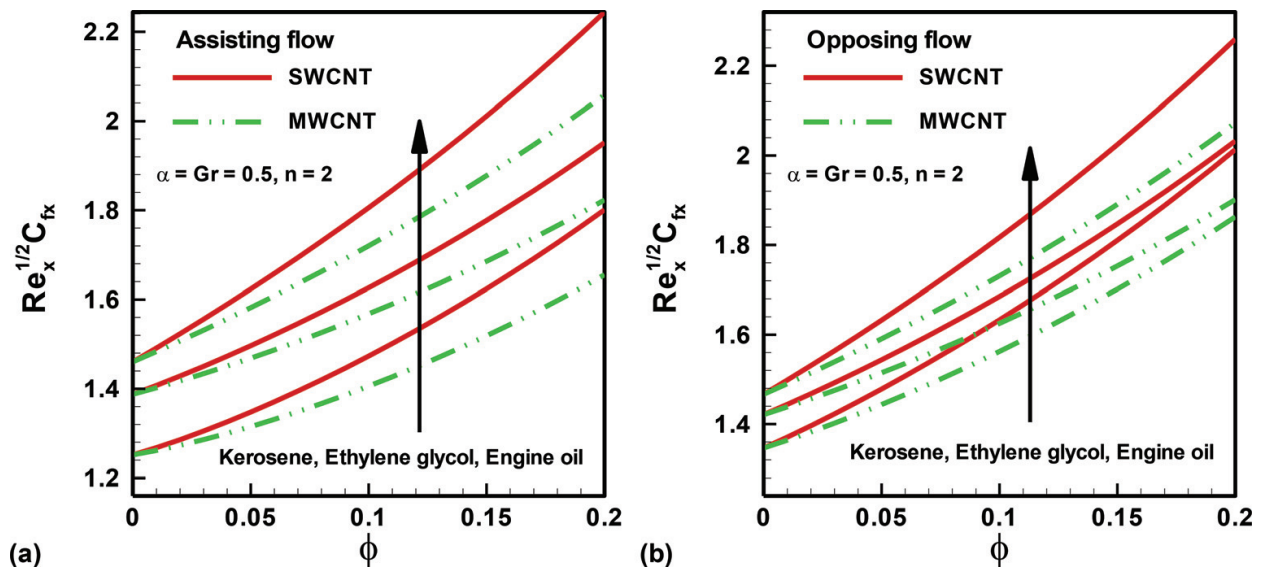 Assisting flow
SWCNT
MWCNT
α = Gr = 0.5, n = 2
Kerosene, Ethylene glycol, Engine oil
Re_x^{1/2}C_{fx}
2.2
2
1.8
1.6
1.4
1.2
0 0.05 0.1 0.15 0.2
ϕ
(a)
Opposing flow
SWCNT
MWCNT
α = Gr = 0.5, n = 2
Kerosene, Ethylene glycol, Engine oil
Re_x^{1/2}C_{fx}
2.2
2
1.8
1.6
1.4
0 0.05 0.1 0.15 0.2
ϕ
(b)